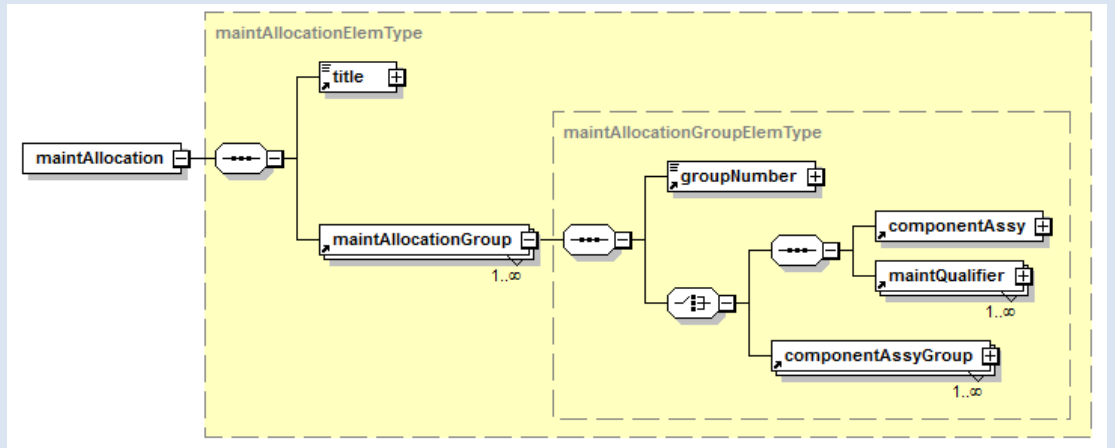 maintAllocationElemType
title
maintAllocationGroupElemType
maintAllocation
groupNumber
maintAllocationGroup
1..∞
componentAssy
maintQualifier
1..∞
componentAssyGroup
1..∞